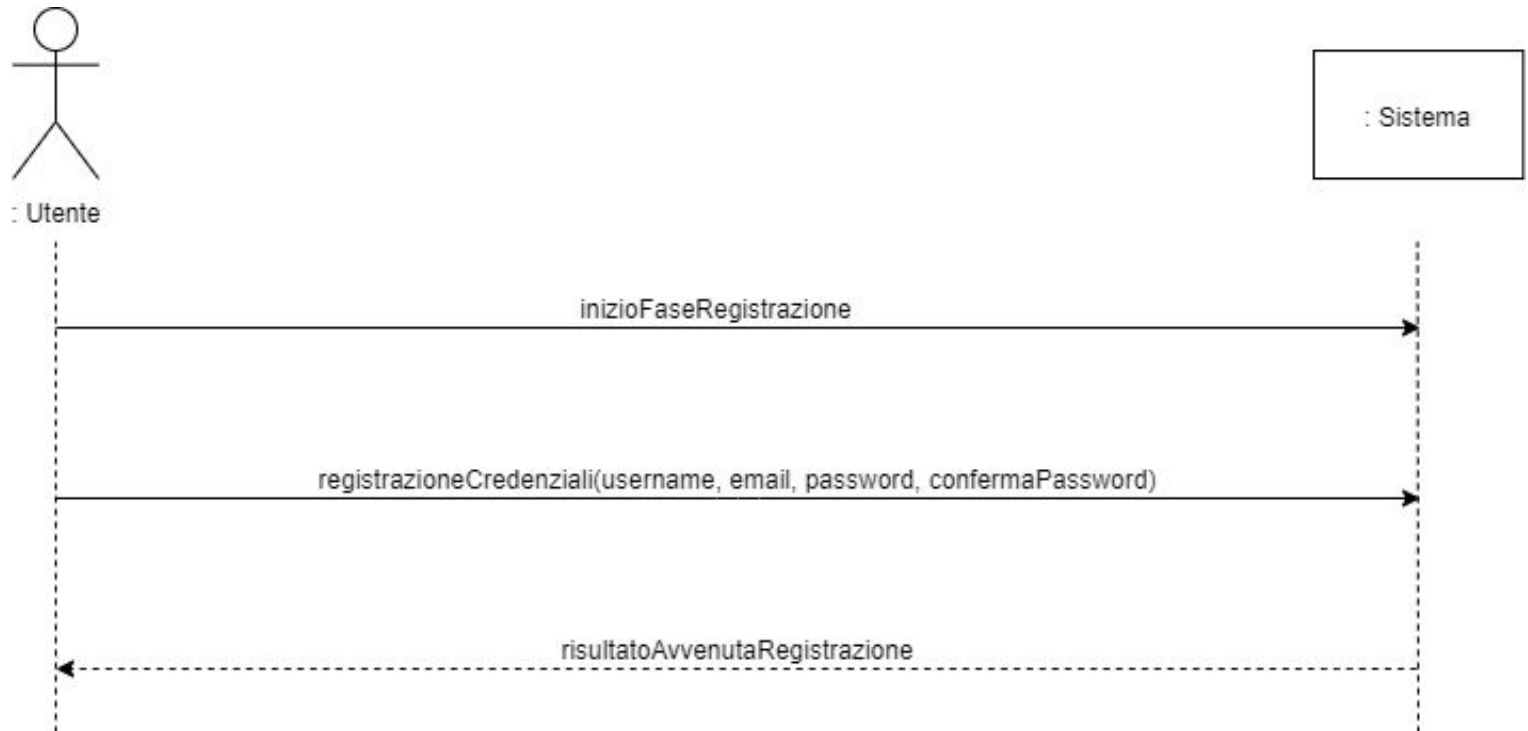 : Sistema
: Utente
inizioFaseRegistrazione
registrazioneCredenziali(username, email, password, confermaPassword)
risultatoAvvenutaRegistrazione